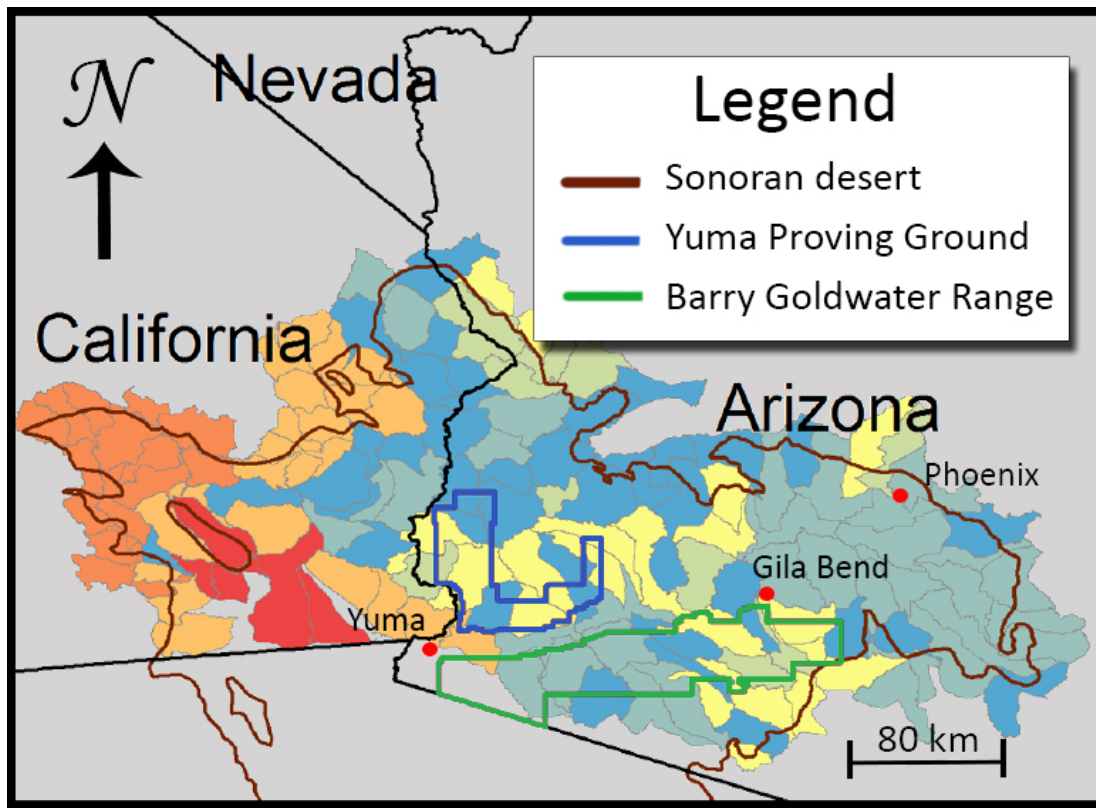 N
Nevada
Legend
Sonoran desert
Yuma Proving Ground
Barry Goldwater Range
California
Arizona
Phoenix
Gila Bend
Yuma
80 km